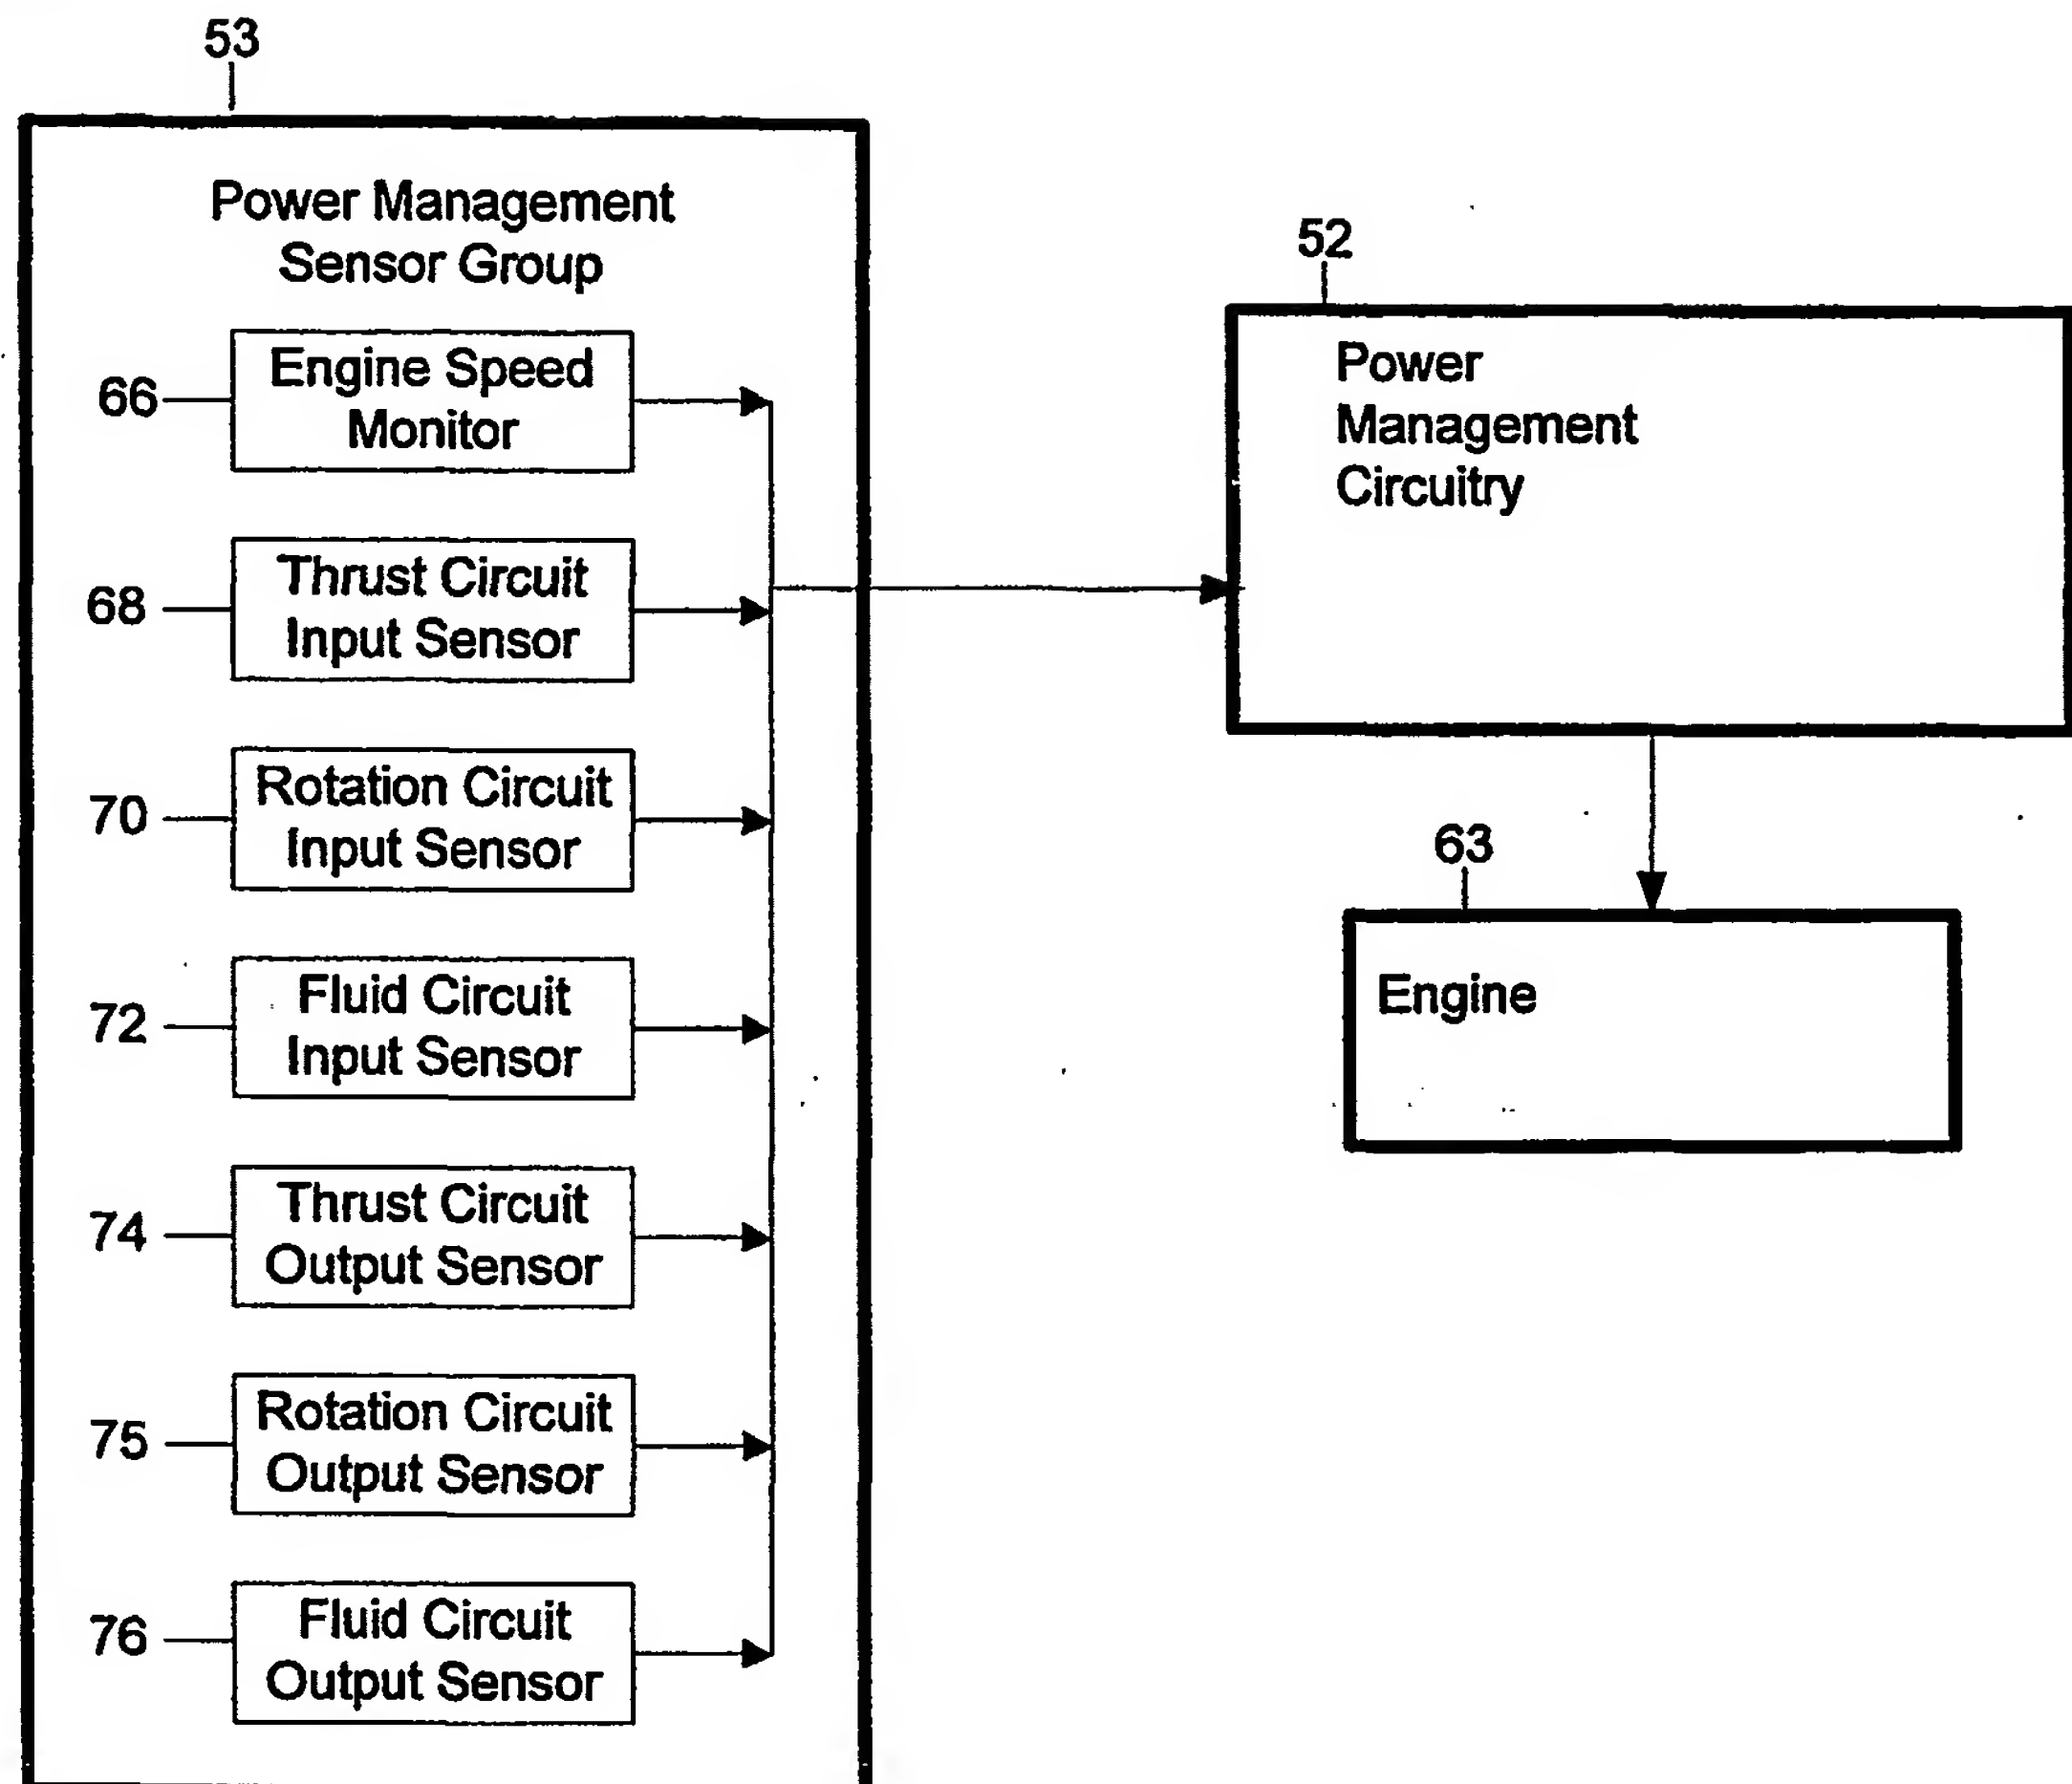 53
Power Management
Sensor Group
66
Engine Speed
Monitor
68
Thrust Circuit
Input Sensor
70
Rotation Circuit
Input Sensor
72
Fluid Circuit
Input Sensor
74
Thrust Circuit
Output Sensor
75
Rotation Circuit
Output Sensor
76
Fluid Circuit
Output Sensor
52
Power
Management
Circuitry
63
Engine